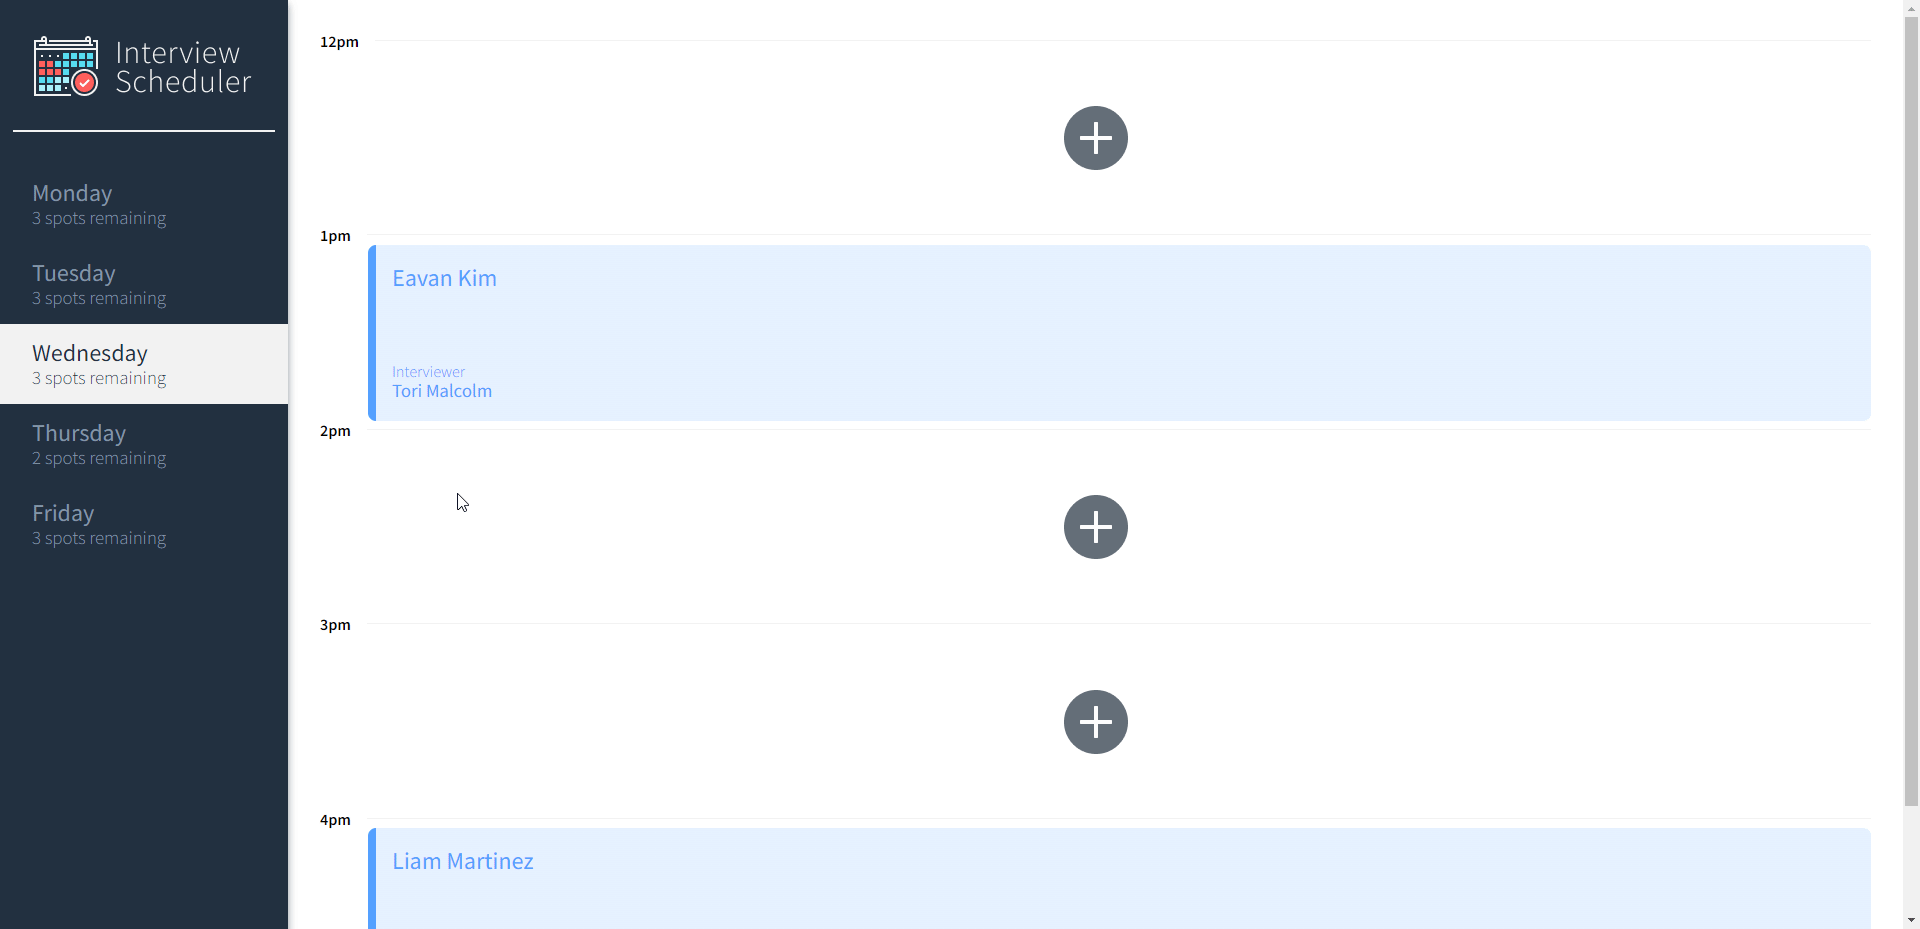 Interview
Scheduler
Monday
3 spots remaining
Tuesday
3 spots remaining
Wednesday
3 spots remaining
Thursday
2 spots remaining
Friday
3 spots remaining
12pm
1pm
Eavan Kim
Interviewer
Tori Malcolm
2pm
3pm
4pm
Liam Martinez